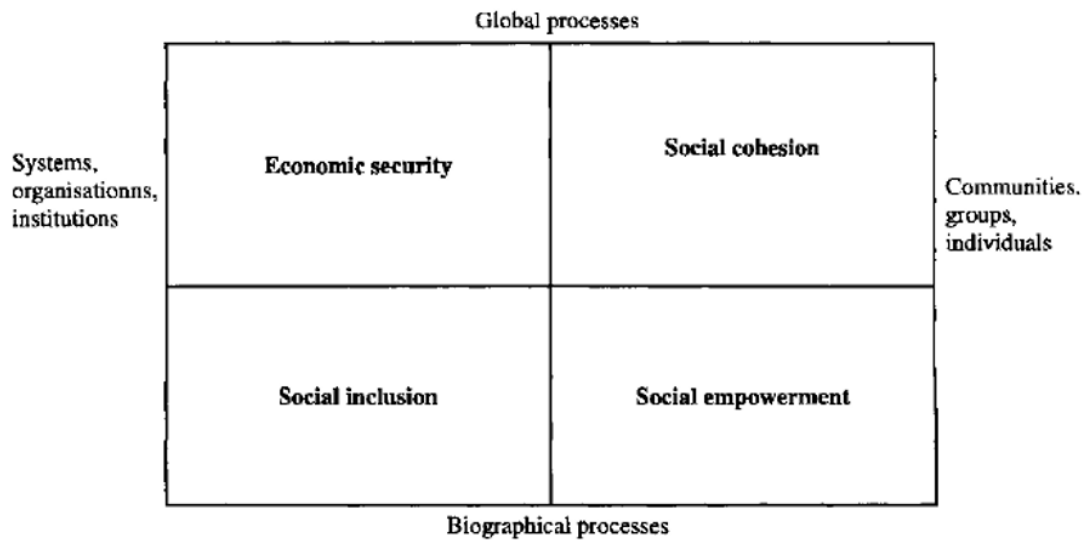 Global processes
Economic security
Social cohesion
Systems,
organisationns,
institutions
Communities.
groups,
individuals
Social inclusion
Social empowerment
Biographical processes